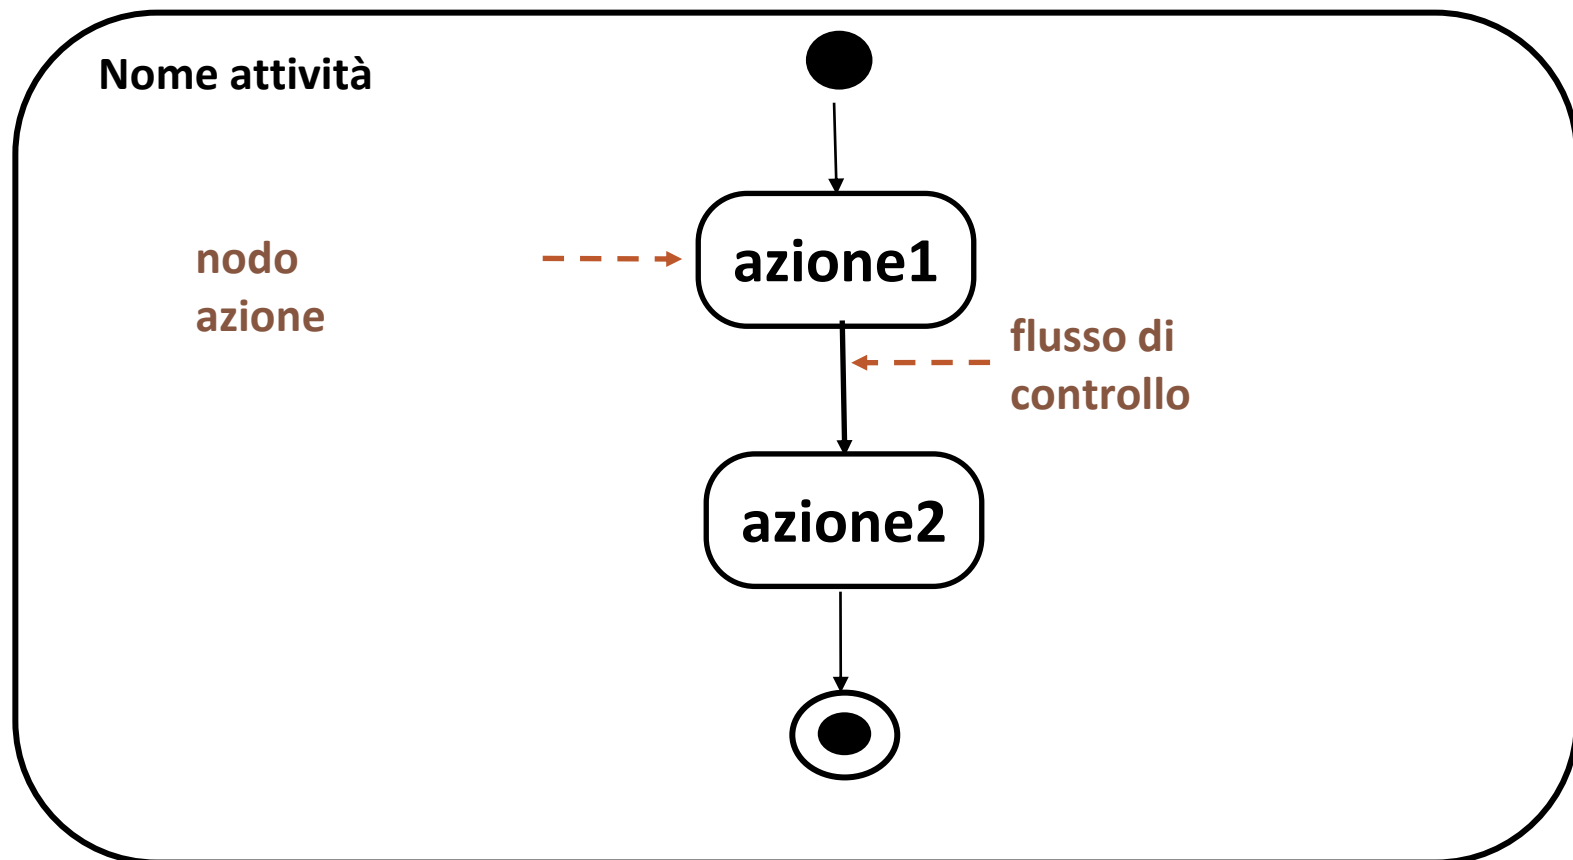 Nome attività
nodo
azione
azione1
flusso di
controllo
azione2